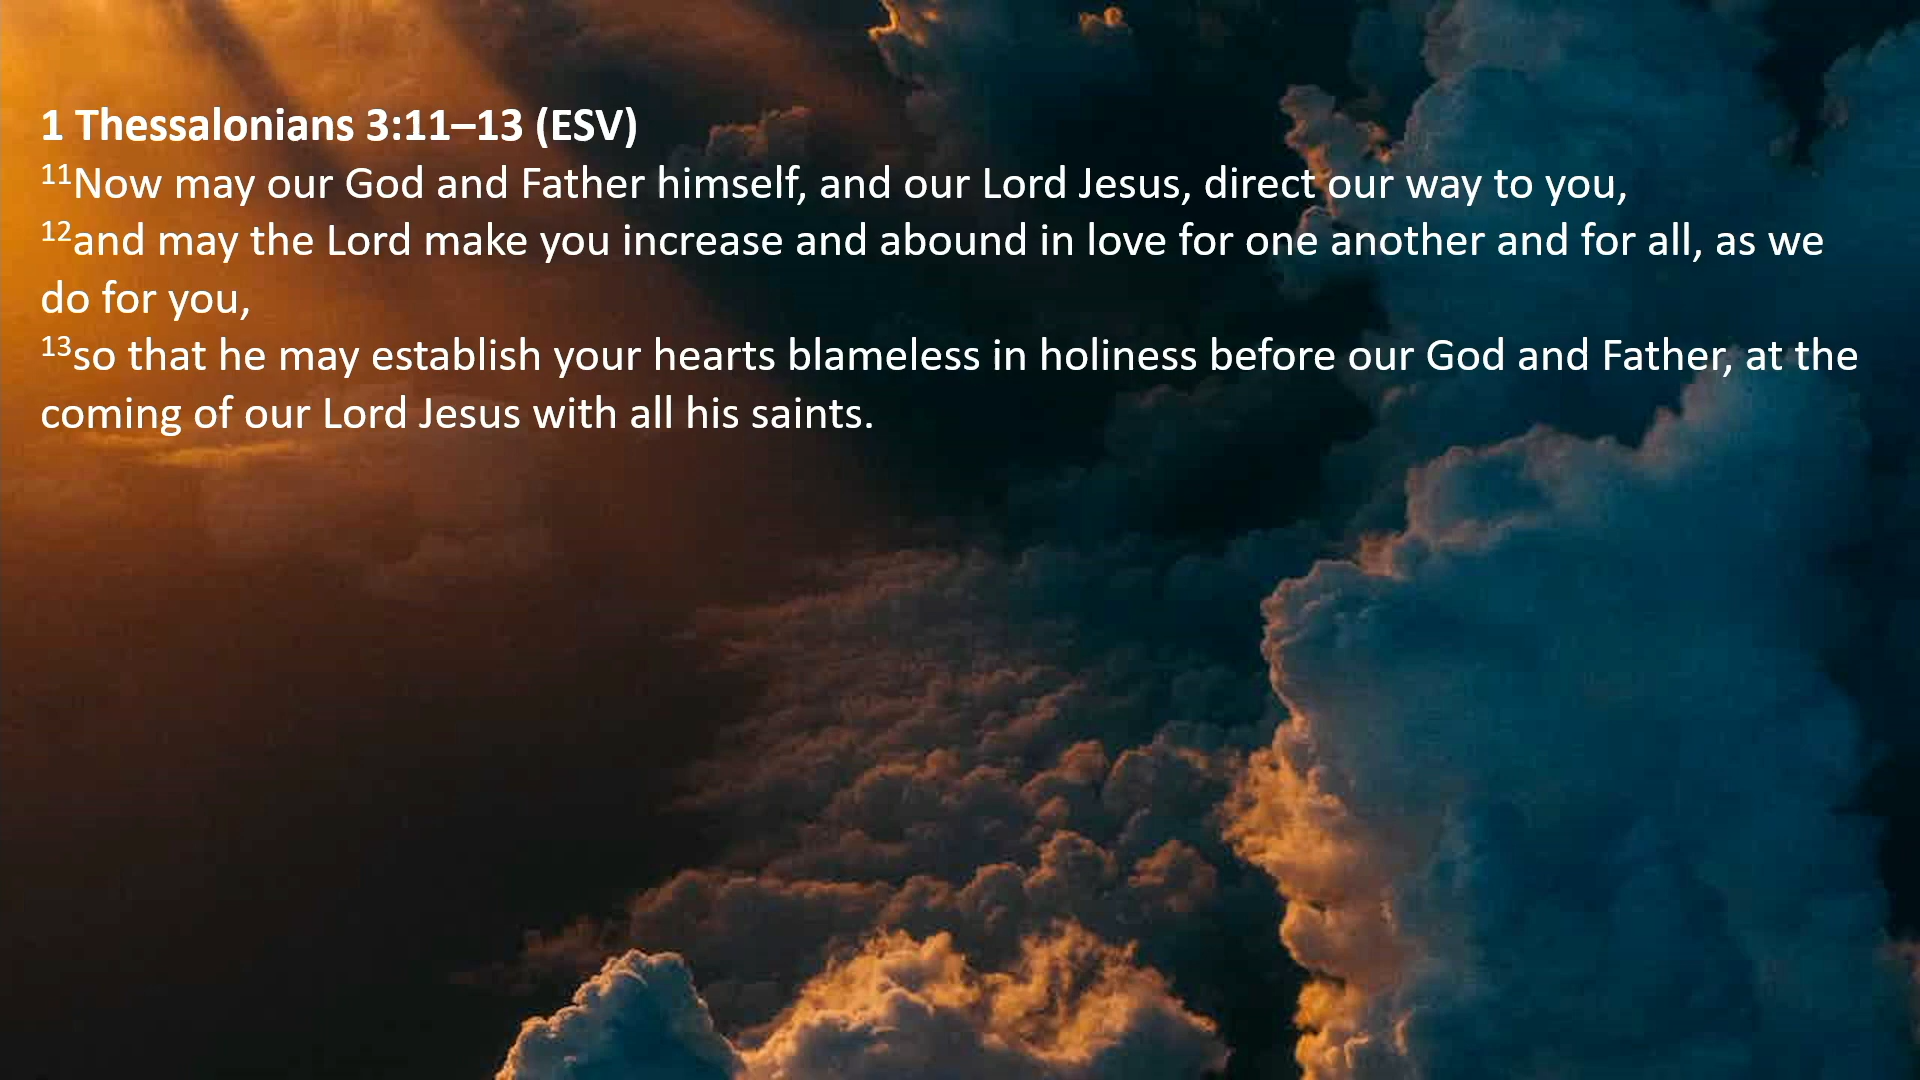 1 Thessalonians 3:11–13 (ESV)
11Now may our God and Father himself, and our Lord Jesus, direct our way to you,
12and may the Lord make you increase and abound in love for one another and for all, as we
do for you,
13so that he may establish your hearts blameless in holiness before our God and Father, at the
coming of our Lord Jesus with all his saints.